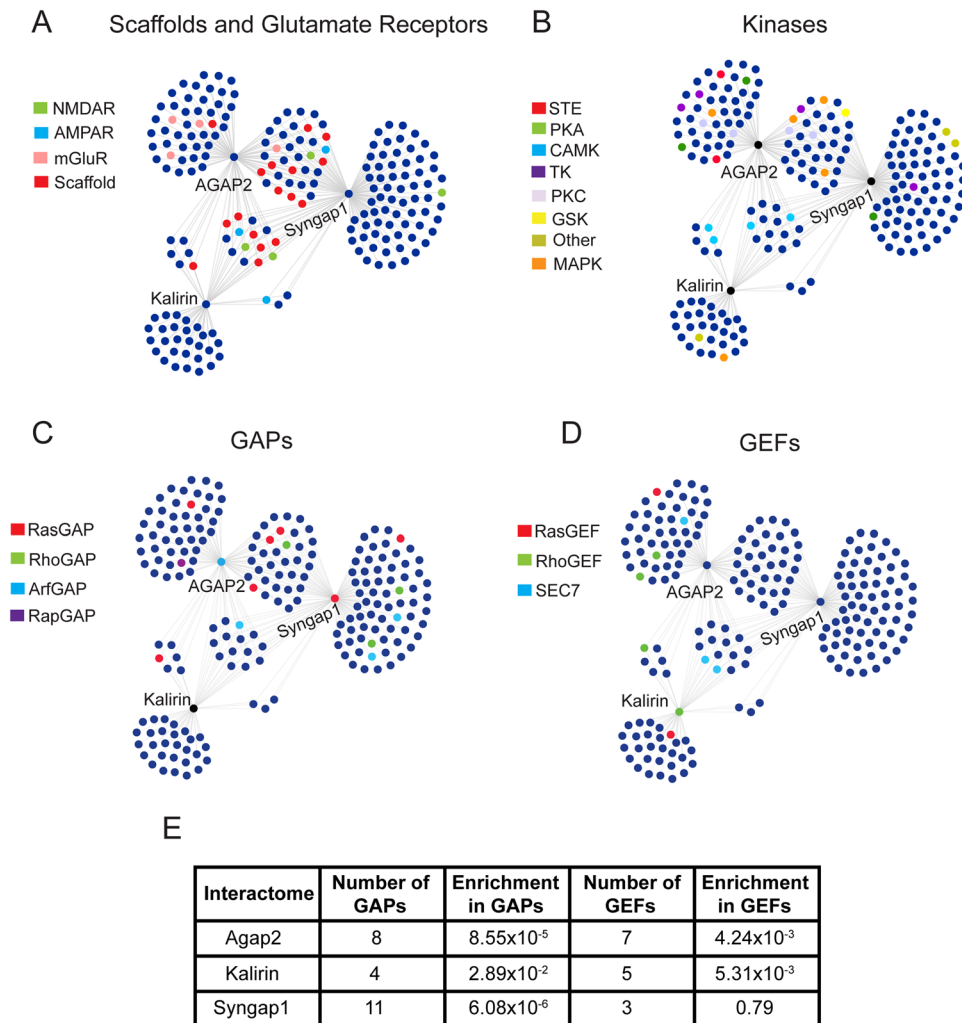 A
Scaffolds and Glutamate Receptors
NMDAR
AMPAR
mGluR
Scaffold
AGAP2
Syngap1
Kalirin
B
Kinases
STE
PKA
CAMK
TK
PKC
GSK
Other
MAPK
AGAP2
Syngap1
Kalirin
C
GAPs
RasGAP
RhoGAP
ArfGAP
RapGAP
AGAP2
Syngap1
Kalirin
D
GEFs
RasGEF
RhoGEF
SEC7
AGAP2
Syngap1
Kalirin
E
Interactome
Number of
GAPs
Enrichment
in GAPs
Number of
GEFs
Enrichment
in GEFs
Agap2 8 8.55x10⁻⁵ 7 4.24x10⁻³
Kalirin 4 2.89x10⁻² 5 5.31x10⁻³
Syngap1 11 6.08x10⁻⁶ 3 0.79